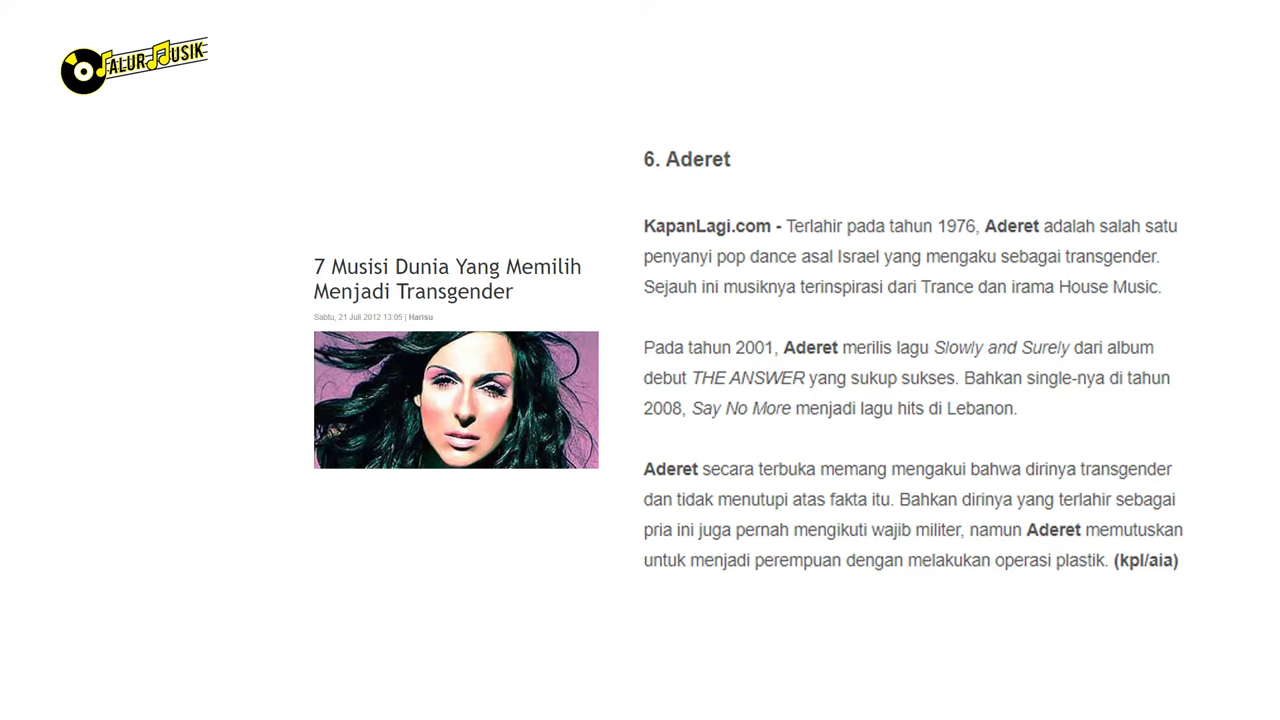 JALUR MUSIK
7 Musisi Dunia Yang Memilih
Menjadi Transgender
Sabtu, 21 Juli 2012 13:05 | Harisu
6. Aderet
KapanLagi.com - Terlahir pada tahun 1976, Aderet adalah salah satu
penyanyi pop dance asal Israel yang mengaku sebagai transgender.
Sejauh ini musiknya terinspirasi dari Trance dan irama House Music.
Pada tahun 2001, Aderet merilis lagu Slowly and Surely dari album
debut THE ANSWER yang sukup sukses. Bahkan single-nya di tahun
2008, Say No More menjadi lagu hits di Lebanon.
Aderet secara terbuka memang mengakui bahwa dirinya transgender
dan tidak menutupi atas fakta itu. Bahkan dirinya yang terlahir sebagai
pria ini juga pernah mengikuti wajib militer, namun Aderet memutuskan
untuk menjadi perempuan dengan melakukan operasi plastik. (kpl/aia)